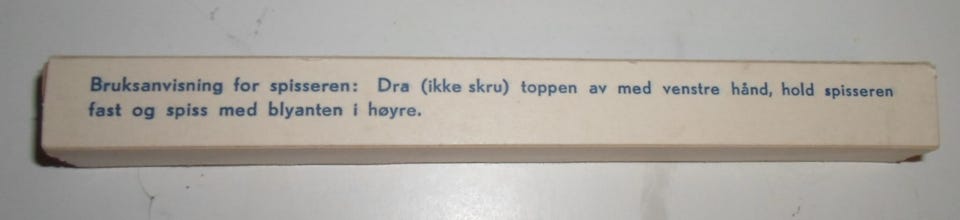 Bruksanvisning for spisseren: Dra (ikke skru) toppen av med venstre hånd, hold spisseren
fast og spiss med blyanten i høyre.